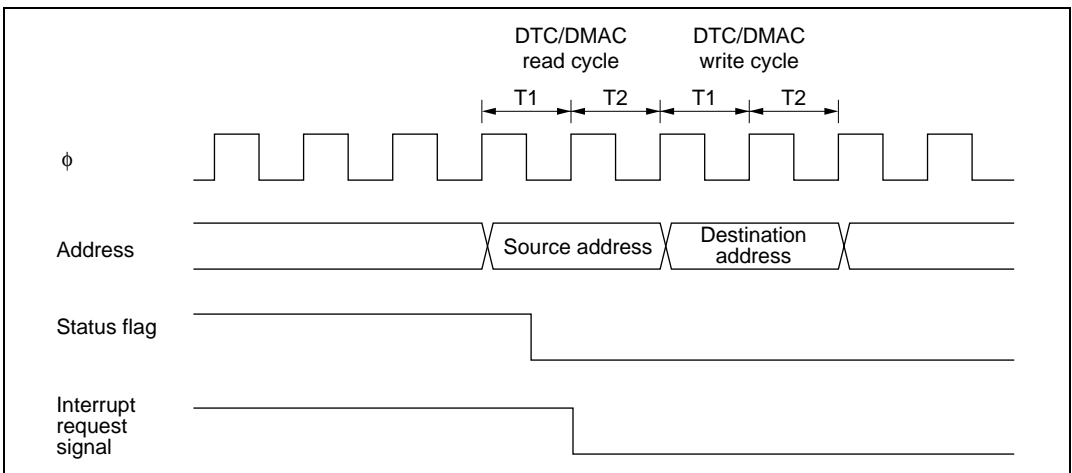 DTC/DMAC
read cycle
DTC/DMAC
write cycle
T1 T2 T1 T2
ϕ
Address
Source address
Destination
address
Status flag
Interrupt
request
signal